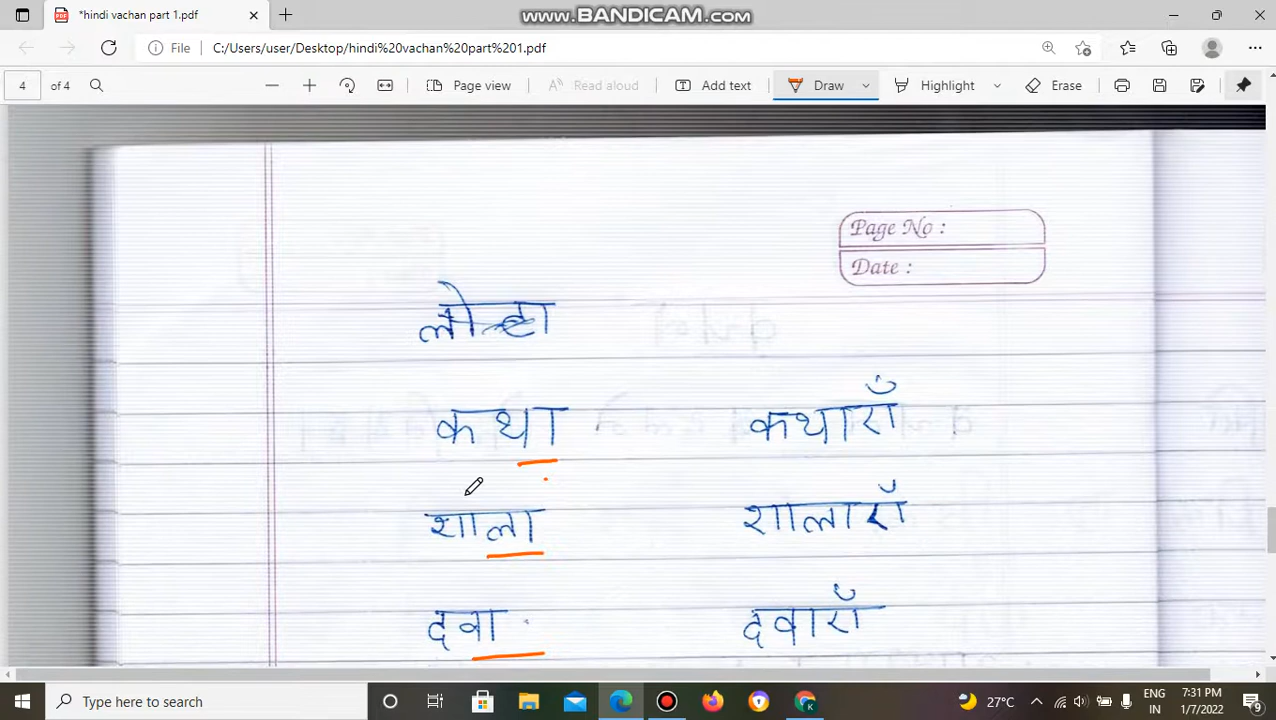 *hindi vachan part 1.pdf
www.BANDICAM.com
File C:/Users/user/Desktop/hindi%20vachan%20part%201.pdf
4 of 4 Page view Read aloud Add text Draw Highlight Erase
Page No :
Date :
कथा कथाएँ
शाला शालाएँ
दवा दवाएँ
Type here to search
27°C ENG 7:31 PM
IN 1/7/2022